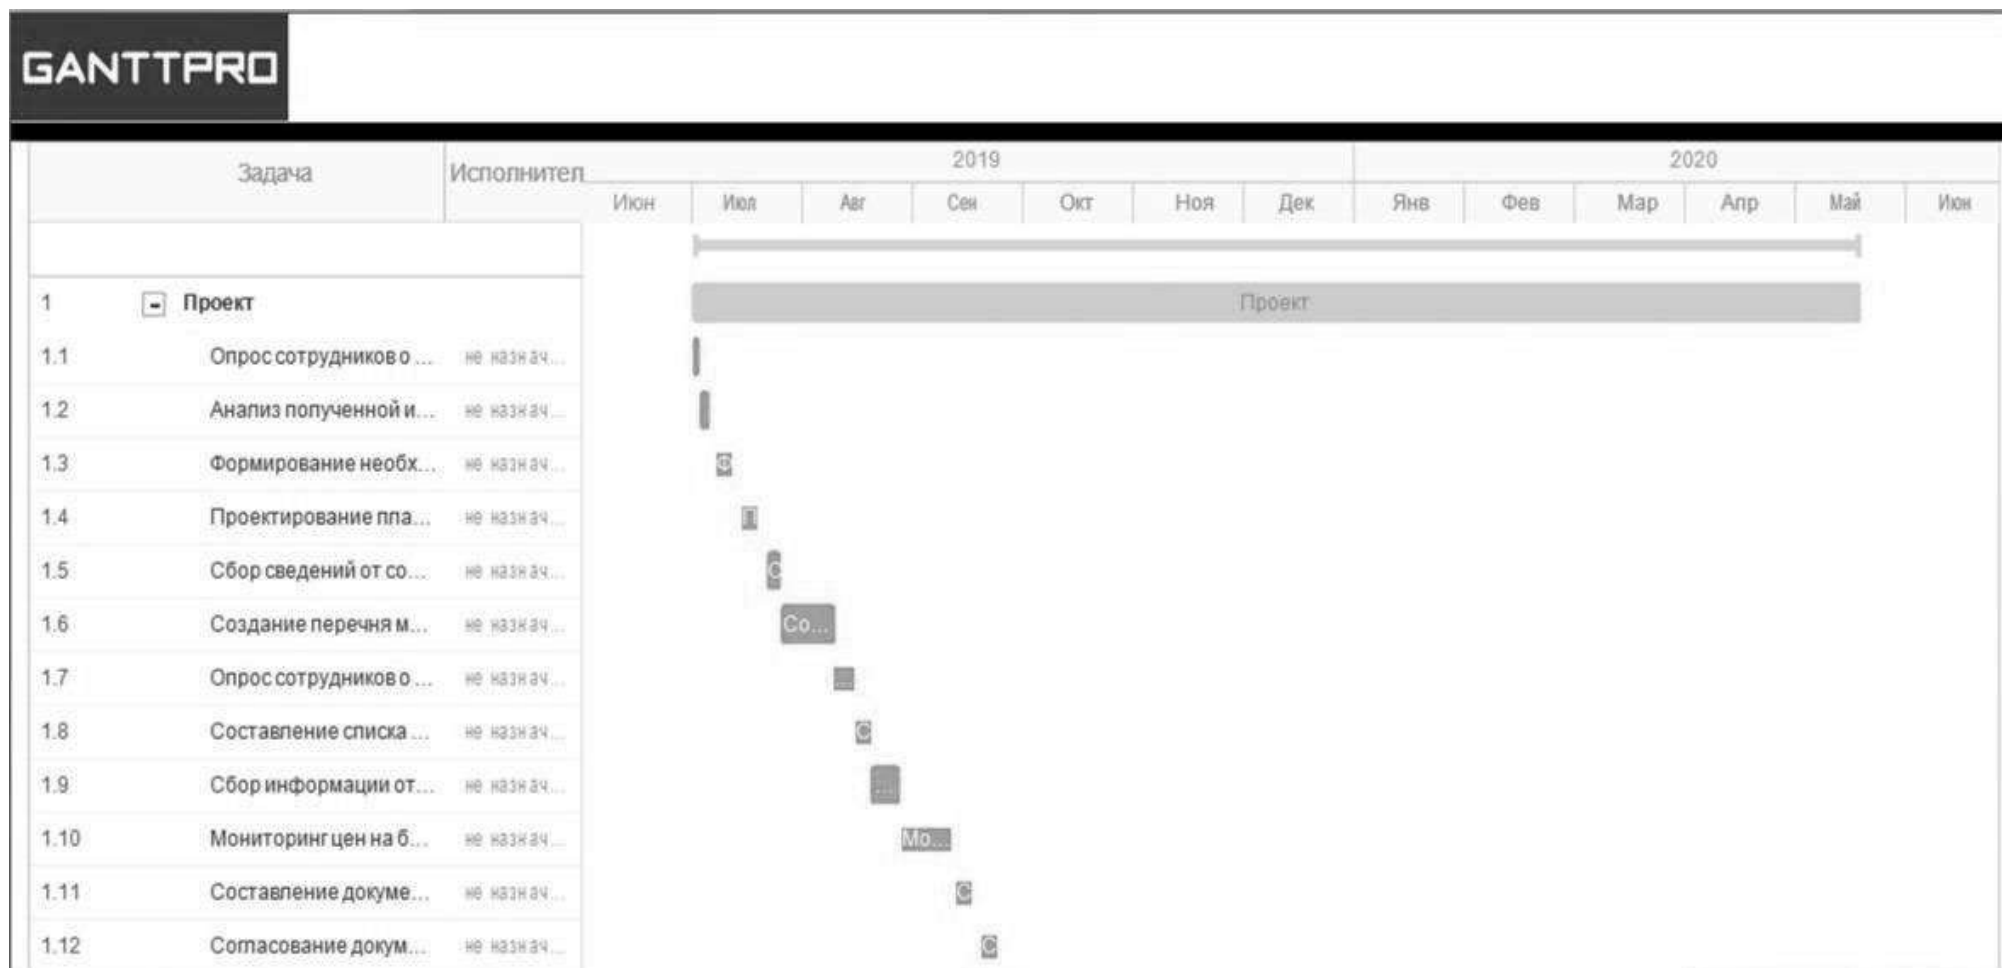 GANTTPRO
Задача Исполнител 2019 2020
Июн Июл Авг Сен Окт Ноя Дек Янв Фев Мар Апр Май Июн
1 Проект Проект
1.1 Опрос сотрудников о ... не назнач...
1.2 Анализ полученной и... не назнач...
1.3 Формирование необх... не назнач... Ф
1.4 Проектирование пла... не назнач...
1.5 Сбор сведений от со... не назнач... С
1.6 Создание перечня м... не назнач... Со...
1.7 Опрос сотрудников о ... не назнач... ...
1.8 Составление списка ... не назнач... С
1.9 Сбор информации от... не назнач... ...
1.10 Мониторинг цен на б... не назнач... Мо...
1.11 Составление докуме... не назнач... С
1.12 Согласование докум... не назнач... С